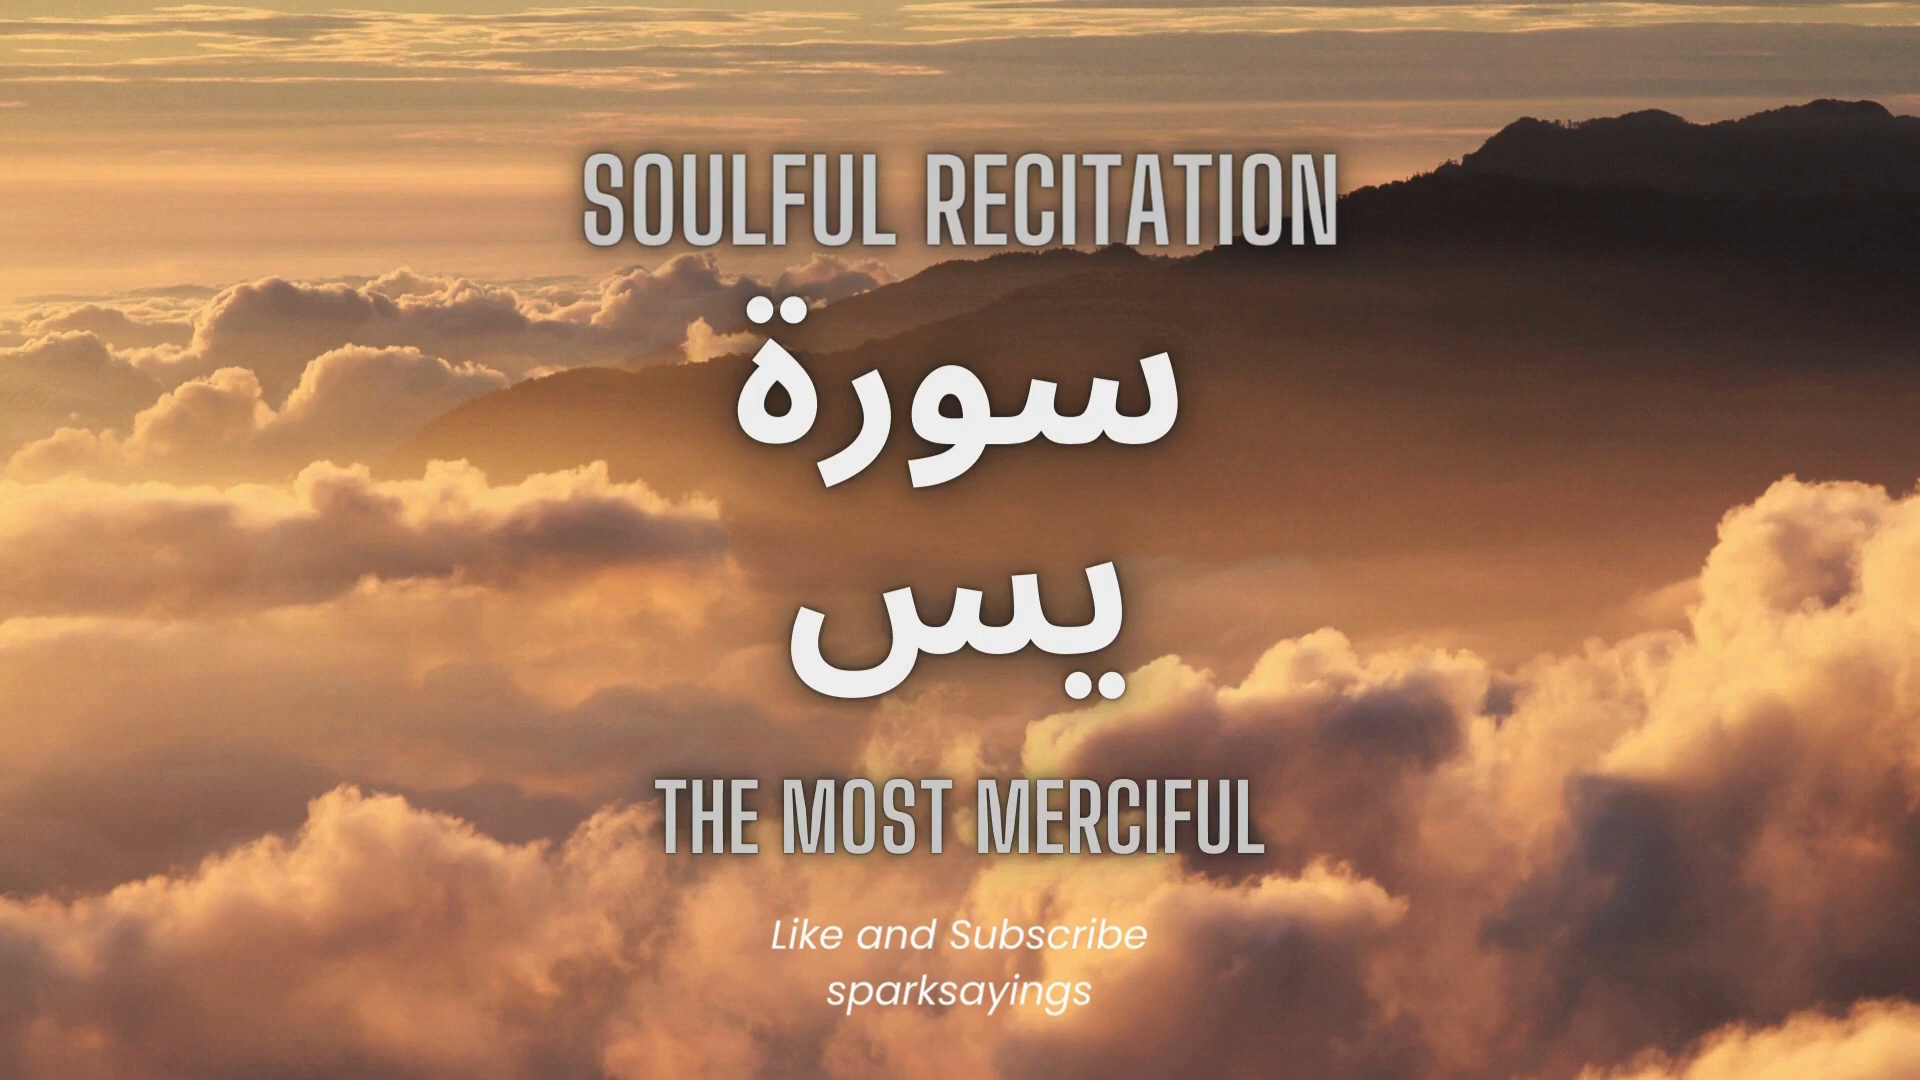 SOULFUL RECITATION
سورة
يس
THE MOST MERCIFUL
Like and Subscribe
sparksayings